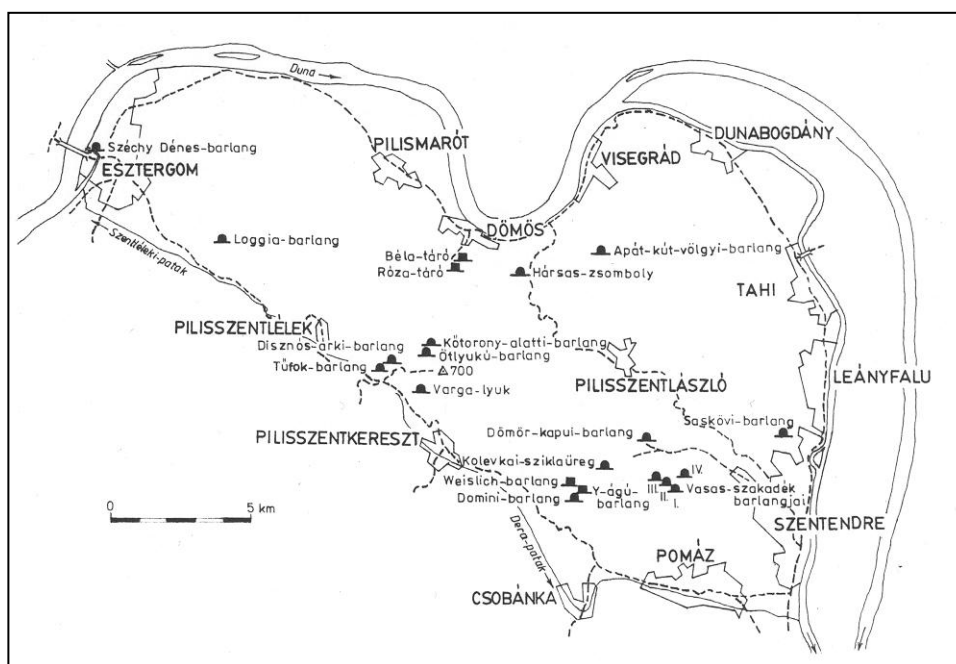 Duna
Széchy Dénes-barlang
ESZTERGOM
PILISMARÓT
VISEGRÁD
DUNABOGDÁNY
Szentléleki-patak
Loggia-barlang
DÖMÖS
Béla-táró
Róza-táró
Hársas-zsomboly
Apát-kút-völgyi-barlang
TAHI
PILISSZENTLÉLEK
Disznós-árki-barlang
Tűfok-barlang
Kőtorony-alatti-barlang
Ötlyukú-barlang
700
Varga-lyuk
PILISSZENTLÁSZLÓ
LEÁNYFALU
PILISSZENTKERESZT
Saskövi-barlang
Dömör-kapui-barlang
Kolevkai-sziklaüreg
Weislich-barlang
Domini-barlang
Y-ágú-
barlang
IV.
III.
II.
I.
Vasas-szakadék
barlangjai
SZENTENDRE
0
5 km
Dera-patak
POMÁZ
CSOBÁNKA